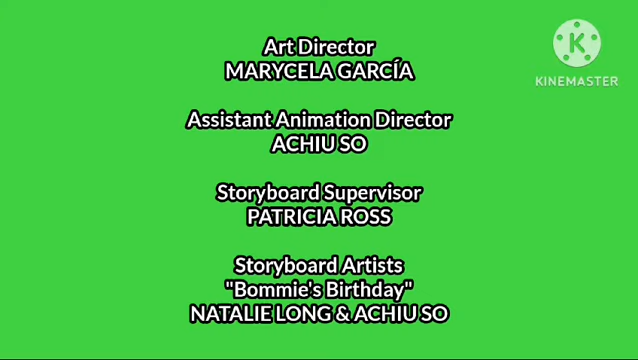 Art Director
MARYCELA GARCÍA
KINEMASTER
Assistant Animation Director
ACHIU SO
Storyboard Supervisor
PATRICIA ROSS
Storyboard Artists
"Bommie's Birthday"
NATALIE LONG & ACHIU SO